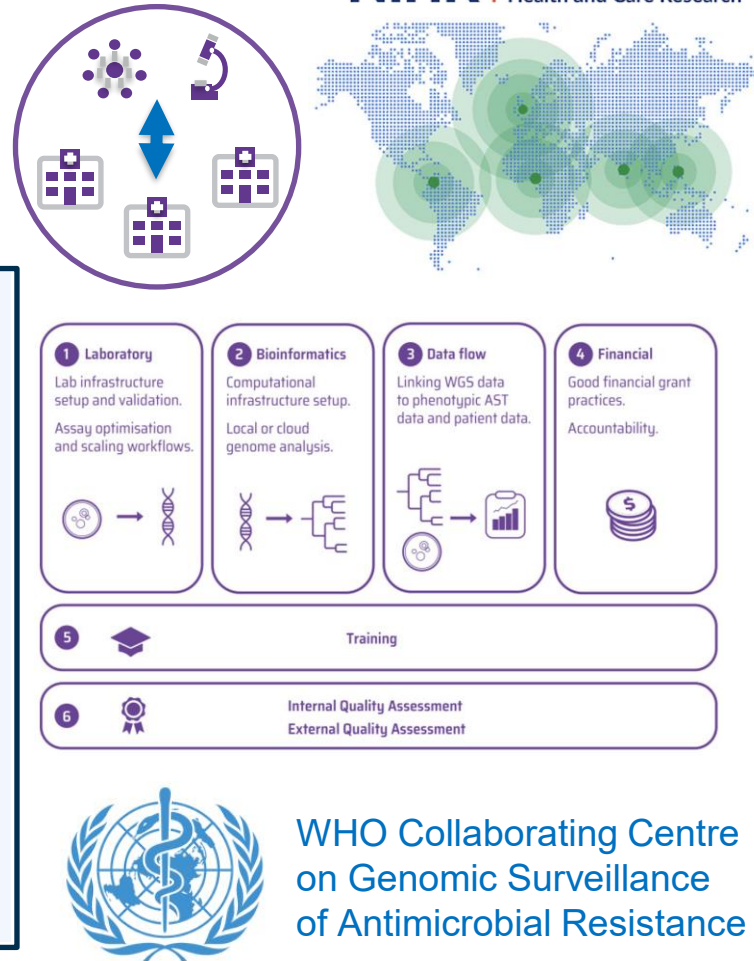 Health and Care Research
1 Laboratory
Lab infrastructure
setup and validation.
Assay optimisation
and scaling workflows.
2 Bioinformatics
Computational
infrastructure setup.
Local or cloud
genome analysis.
3 Data flow
Linking WGS data
to phenotypic AST
data and patient data.
4 Financial
Good financial grant
practices.
Accountability.
$
5 Training
6 Internal Quality Assessment
External Quality Assessment
WHO Collaborating Centre
on Genomic Surveillance
of Antimicrobial Resistance